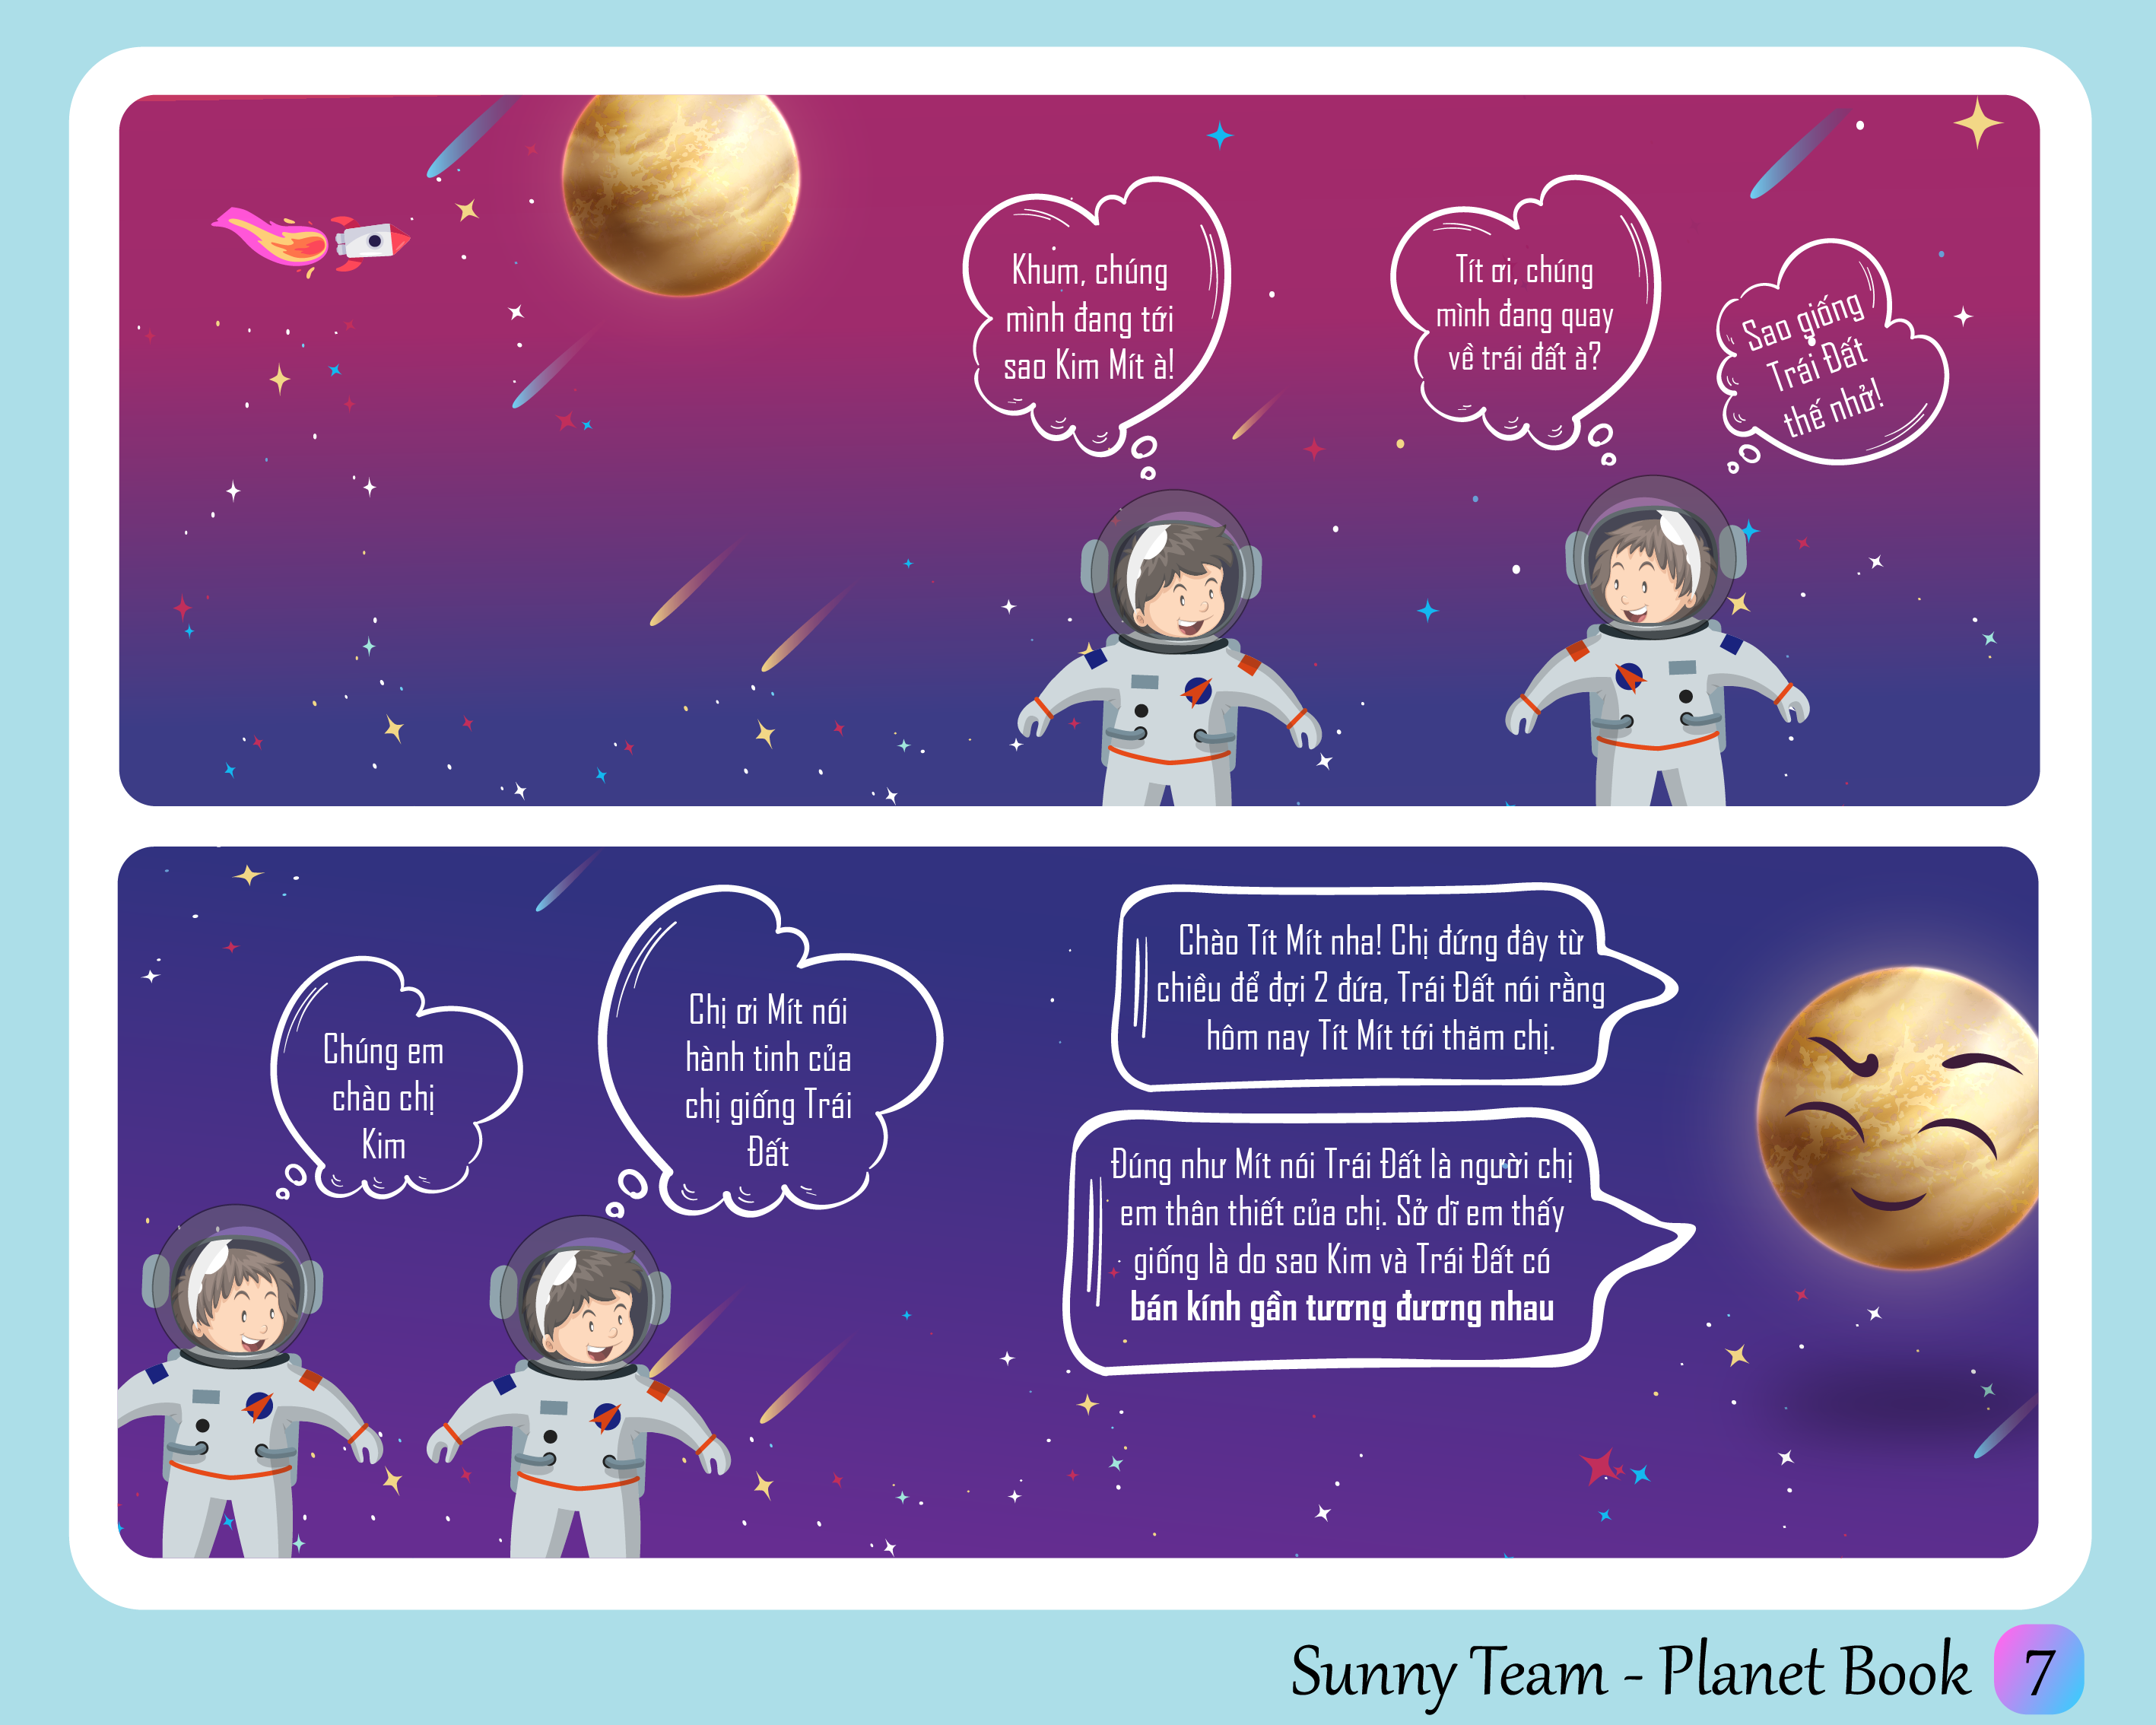 Khum, chúng
mình đang tới
sao Kim Mít à!
Tít ơi, chúng
mình đang quay
về trái đất à?
Sao giống
Trái Đất
thế nhở!
Chúng em
chào chị
Kim
Chị ơi Mít nói
hành tinh của
chị giống Trái
Đất
Chào Tít Mít nha! Chị đứng đây từ
chiều để đợi 2 đứa, Trái Đất nói rằng
hôm nay Tít Mít tới thăm chị.
Đúng như Mít nói Trái Đất là người chị
em thân thiết của chị. Sở dĩ em thấy
giống là do sao Kim và Trái Đất có
bán kính gần tương đương nhau
Sunny Team - Planet Book 7